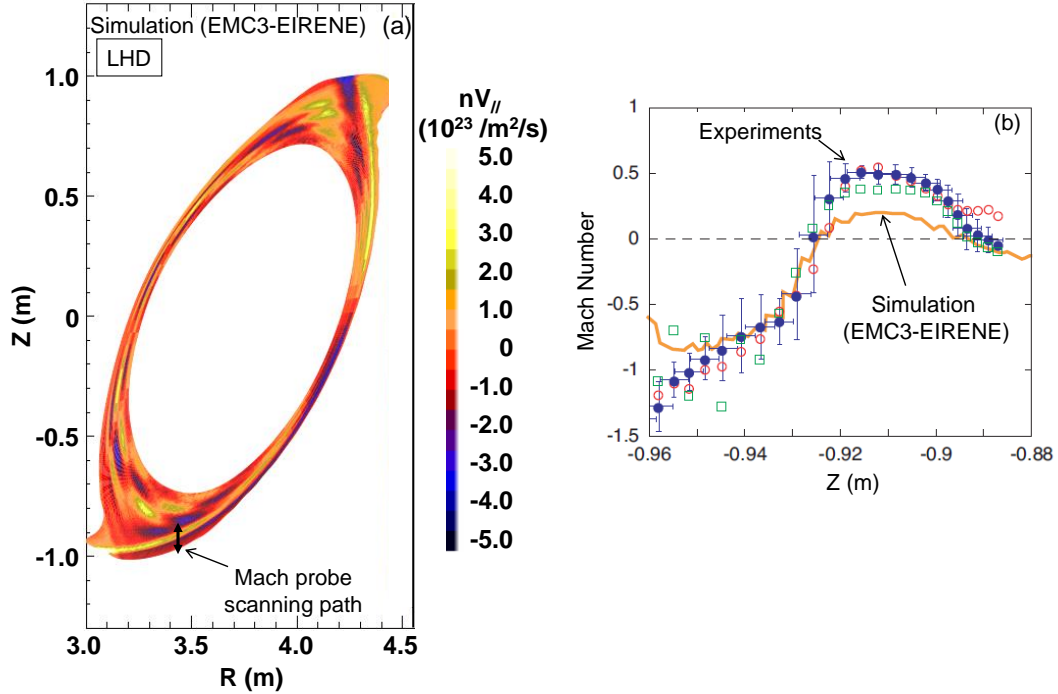 Simulation (EMC3-EIRENE)
(a)
LHD
nV//
(10²³ /m²/s)
5.0
4.0
3.0
2.0
1.0
0
-1.0
-2.0
-3.0
-4.0
-5.0
Z (m)
1.0
0.5
0
-0.5
-1.0
Mach probe
scanning path
3.0 3.5 4.0 4.5
R (m)
(b)
Experiments
Simulation
(EMC3-EIRENE)
Mach Number
1
0.5
0
-0.5
-1
-1.5
-0.96 -0.94 -0.92 -0.9 -0.88
Z (m)